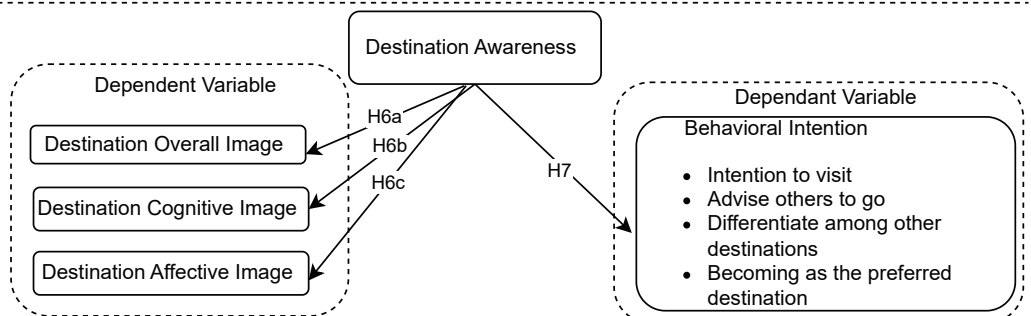 Destination Awareness
Dependent Variable
Destination Overall Image
Destination Cognitive Image
Destination Affective Image
H6a
H6b
H6c
H7
Dependant Variable
Behavioral Intention
• Intention to visit
• Advise others to go
• Differentiate among other
destinations
• Becoming as the preferred
destination